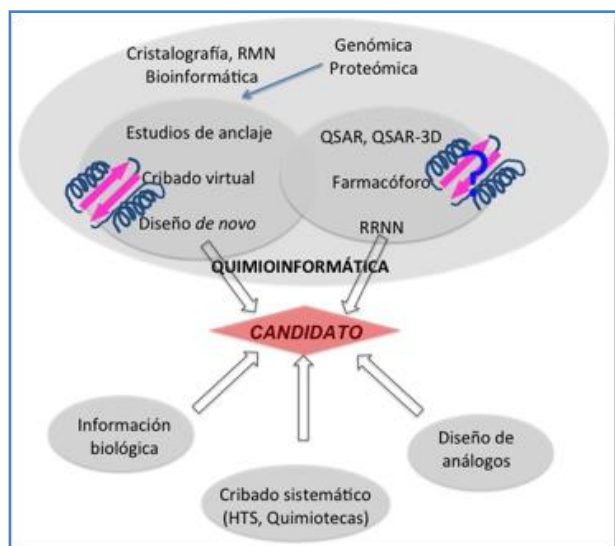 Cristalografía, RMN
Bioinformática
Genómica
Proteómica
Estudios de anclaje
Cribado virtual
Diseño de novo
QSAR, QSAR-3D
Farmacóforo
RRNN
QUIMIOINFORMÁTICA
CANDIDATO
Información
biológica
Cribado sistemático
(HTS, Quimiotecas)
Diseño de
análogos